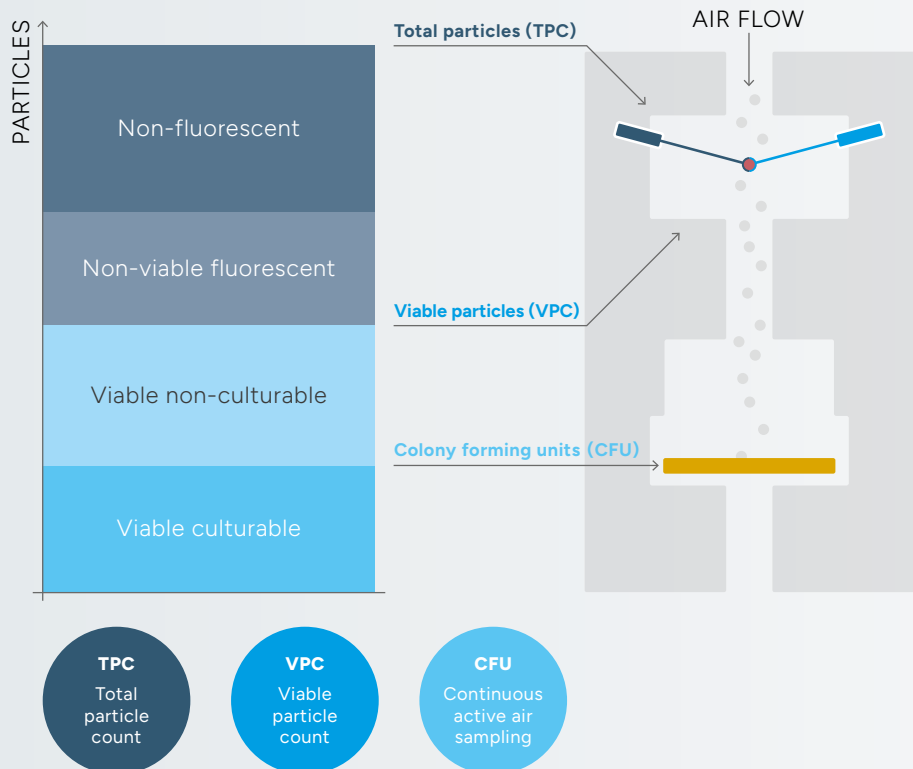 PARTICLES
Non-fluorescent
Non-viable fluorescent
Viable non-culturable
Viable culturable
Total particles (TPC)
Viable particles (VPC)
Colony forming units (CFU)
AIR FLOW
TPC
Total
particle
count
VPC
Viable
particle
count
CFU
Continuous
active air
sampling